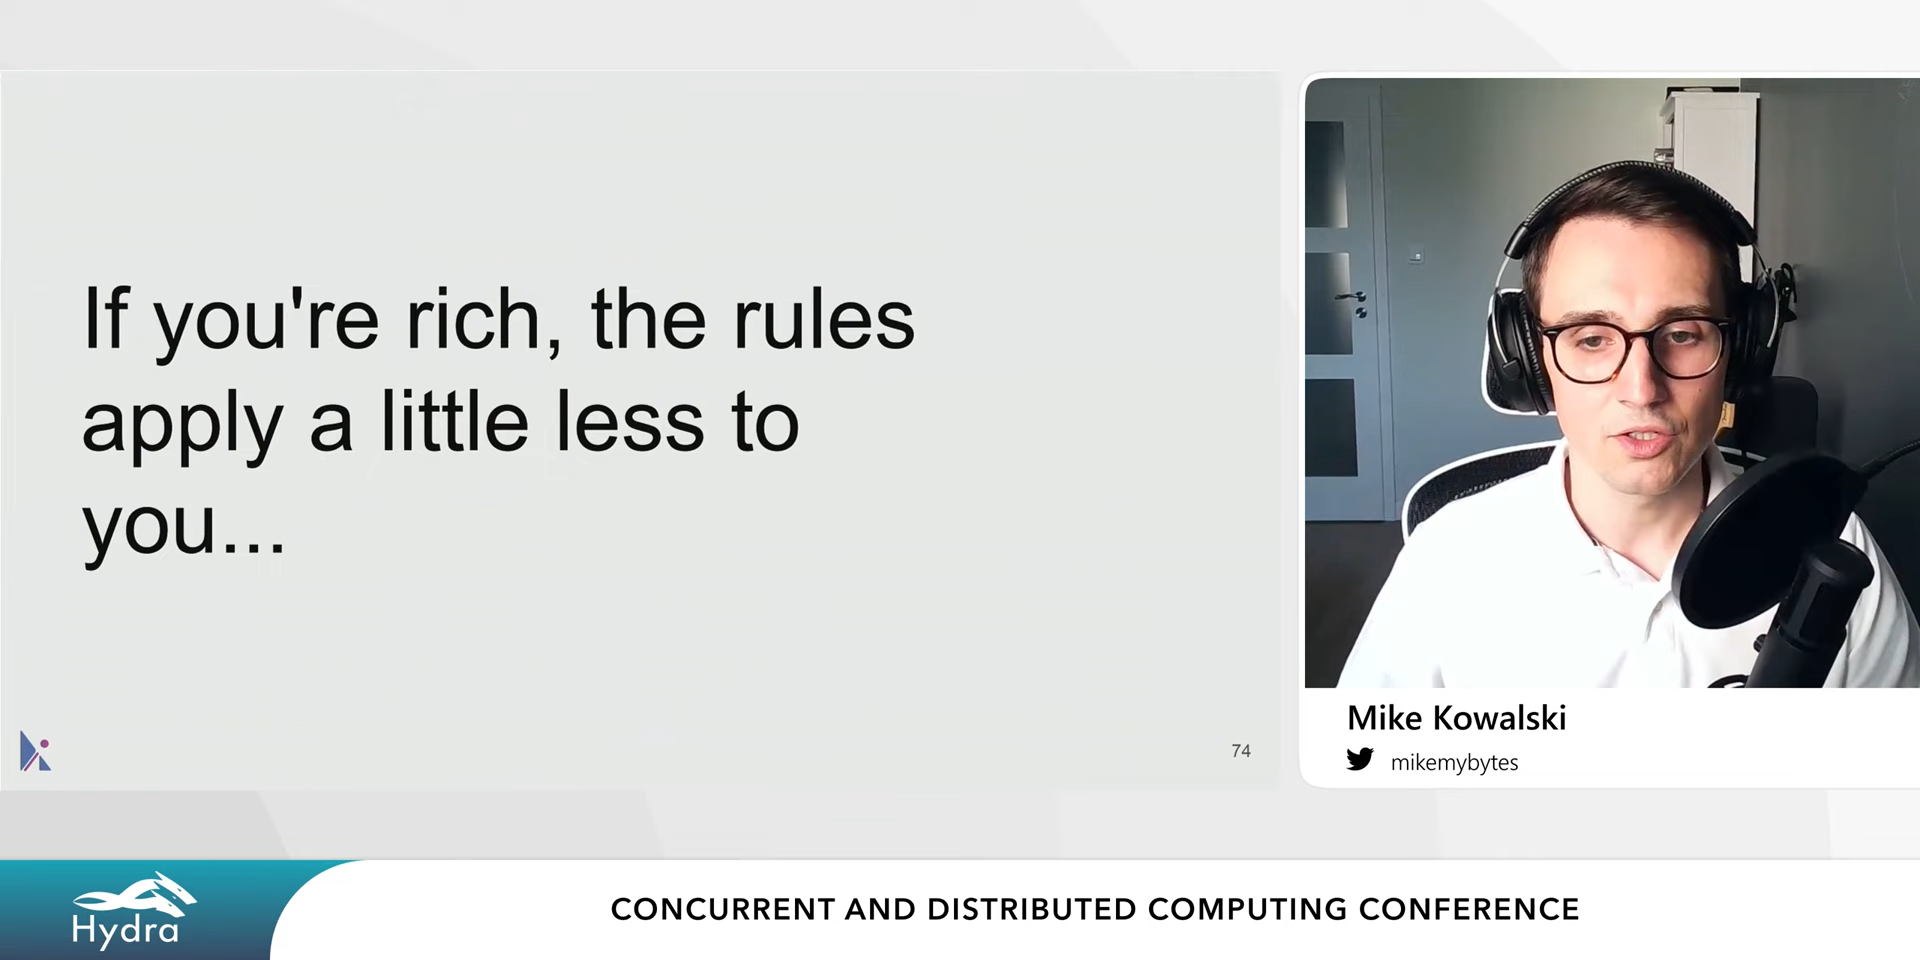 If you're rich, the rules
apply a little less to
you...
74
Mike Kowalski
mikemybytes
Hydra
CONCURRENT AND DISTRIBUTED COMPUTING CONFERENCE